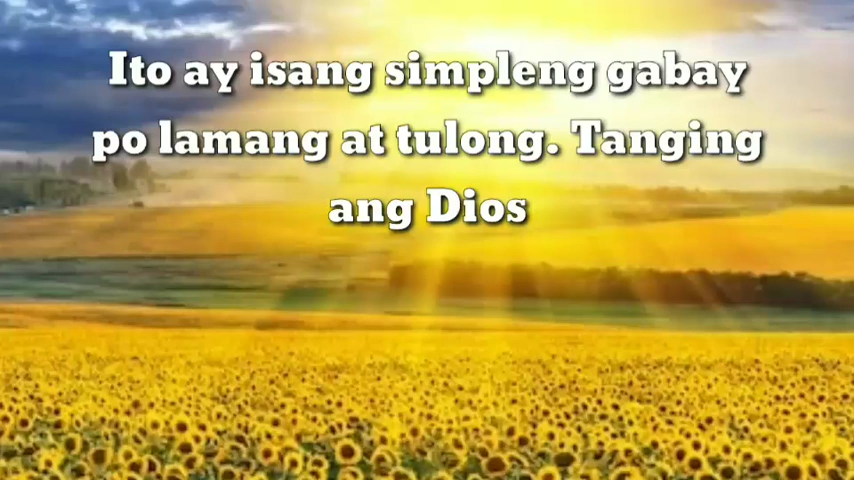 Ito ay isang simpleng gabay
po lamang at tulong. Tanging
ang Dios